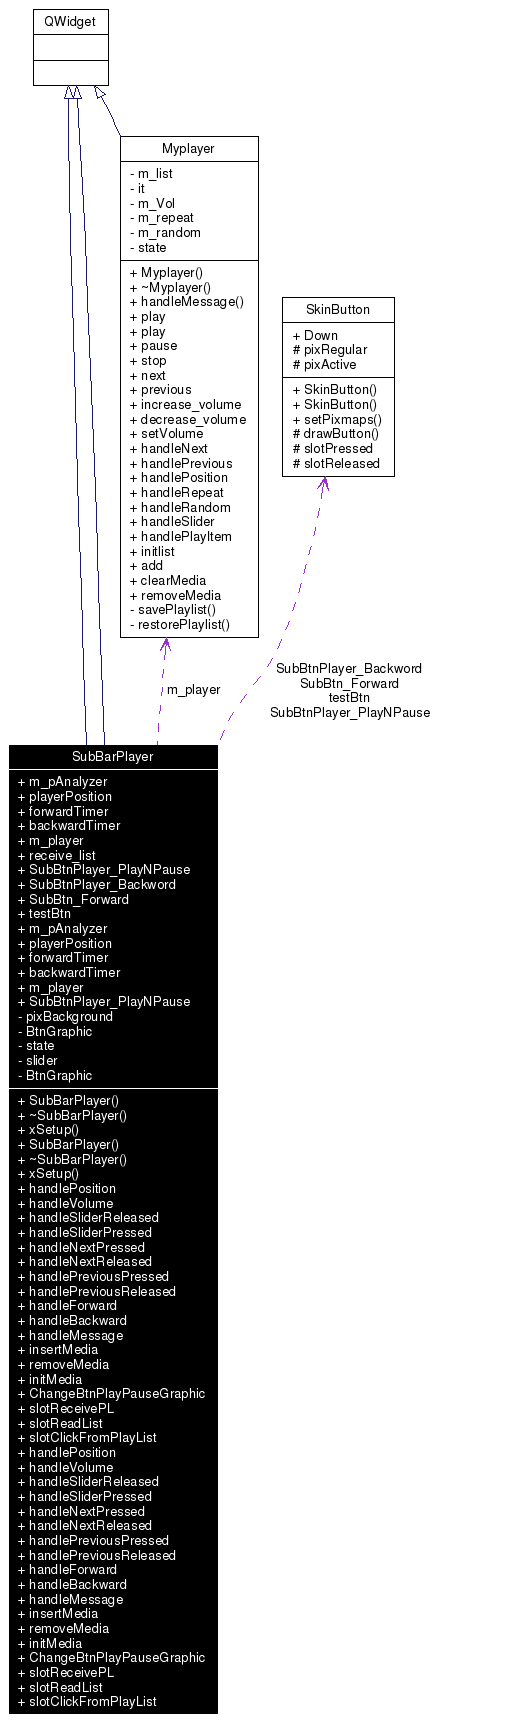 QWidget
Myplayer
- m_list
- it
- m_Vol
- m_repeat
- m_random
- state
+ Myplayer()
+ ~Myplayer()
+ handleMessage()
+ play
+ play
+ pause
+ stop
+ next
+ previous
+ increase_volume
+ decrease_volume
+ setVolume
+ handleNext
+ handlePrevious
+ handlePosition
+ handleRepeat
+ handleRandom
+ handleSlider
+ handlePlayItem
+ initlist
+ add
+ clearMedia
+ removeMedia
- savePlaylist()
- restorePlaylist()
SkinButton
+ Down
# pixRegular
# pixActive
+ SkinButton()
+ SkinButton()
+ setPixmaps()
# drawButton()
# slotPressed
# slotReleased
m_player
SubBtnPlayer_Backword
SubBtn_Forward
testBtn
SubBtnPlayer_PlayNPause
SubBarPlayer
+ m_pAnalyzer
+ playerPosition
+ forwardTimer
+ backwardTimer
+ m_player
+ receive_list
+ SubBtnPlayer_PlayNPause
+ SubBtnPlayer_Backword
+ SubBtn_Forward
+ testBtn
+ m_pAnalyzer
+ playerPosition
+ forwardTimer
+ backwardTimer
+ m_player
+ SubBtnPlayer_PlayNPause
- pixBackground
- BtnGraphic
- state
- slider
- BtnGraphic
+ SubBarPlayer()
+ ~SubBarPlayer()
+ xSetup()
+ SubBarPlayer()
+ ~SubBarPlayer()
+ xSetup()
+ handlePosition
+ handleVolume
+ handleSliderReleased
+ handleSliderPressed
+ handleNextPressed
+ handleNextReleased
+ handlePreviousPressed
+ handlePreviousReleased
+ handleForward
+ handleBackward
+ handleMessage
+ insertMedia
+ removeMedia
+ initMedia
+ ChangeBtnPlayPauseGraphic
+ slotReceivePL
+ slotReadList
+ slotClickFromPlayList
+ handlePosition
+ handleVolume
+ handleSliderReleased
+ handleSliderPressed
+ handleNextPressed
+ handleNextReleased
+ handlePreviousPressed
+ handlePreviousReleased
+ handleForward
+ handleBackward
+ handleMessage
+ insertMedia
+ removeMedia
+ initMedia
+ ChangeBtnPlayPauseGraphic
+ slotReceivePL
+ slotReadList
+ slotClickFromPlayList